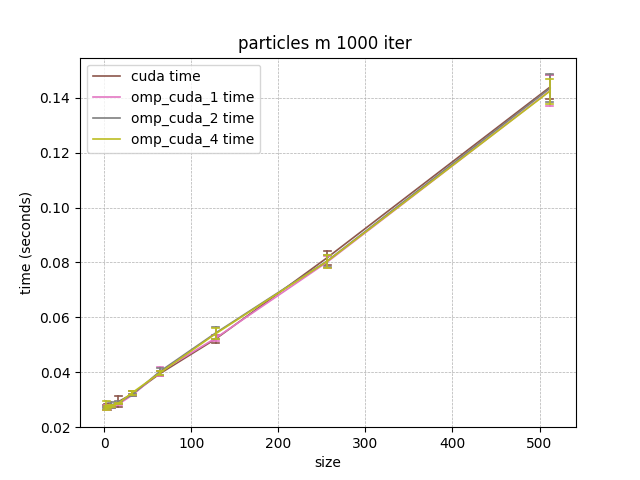 particles m 1000 iter
cuda time
omp_cuda_1 time
omp_cuda_2 time
omp_cuda_4 time
time (seconds)
0.14
0.12
0.10
0.08
0.06
0.04
0.02
0 100 200 300 400 500
size